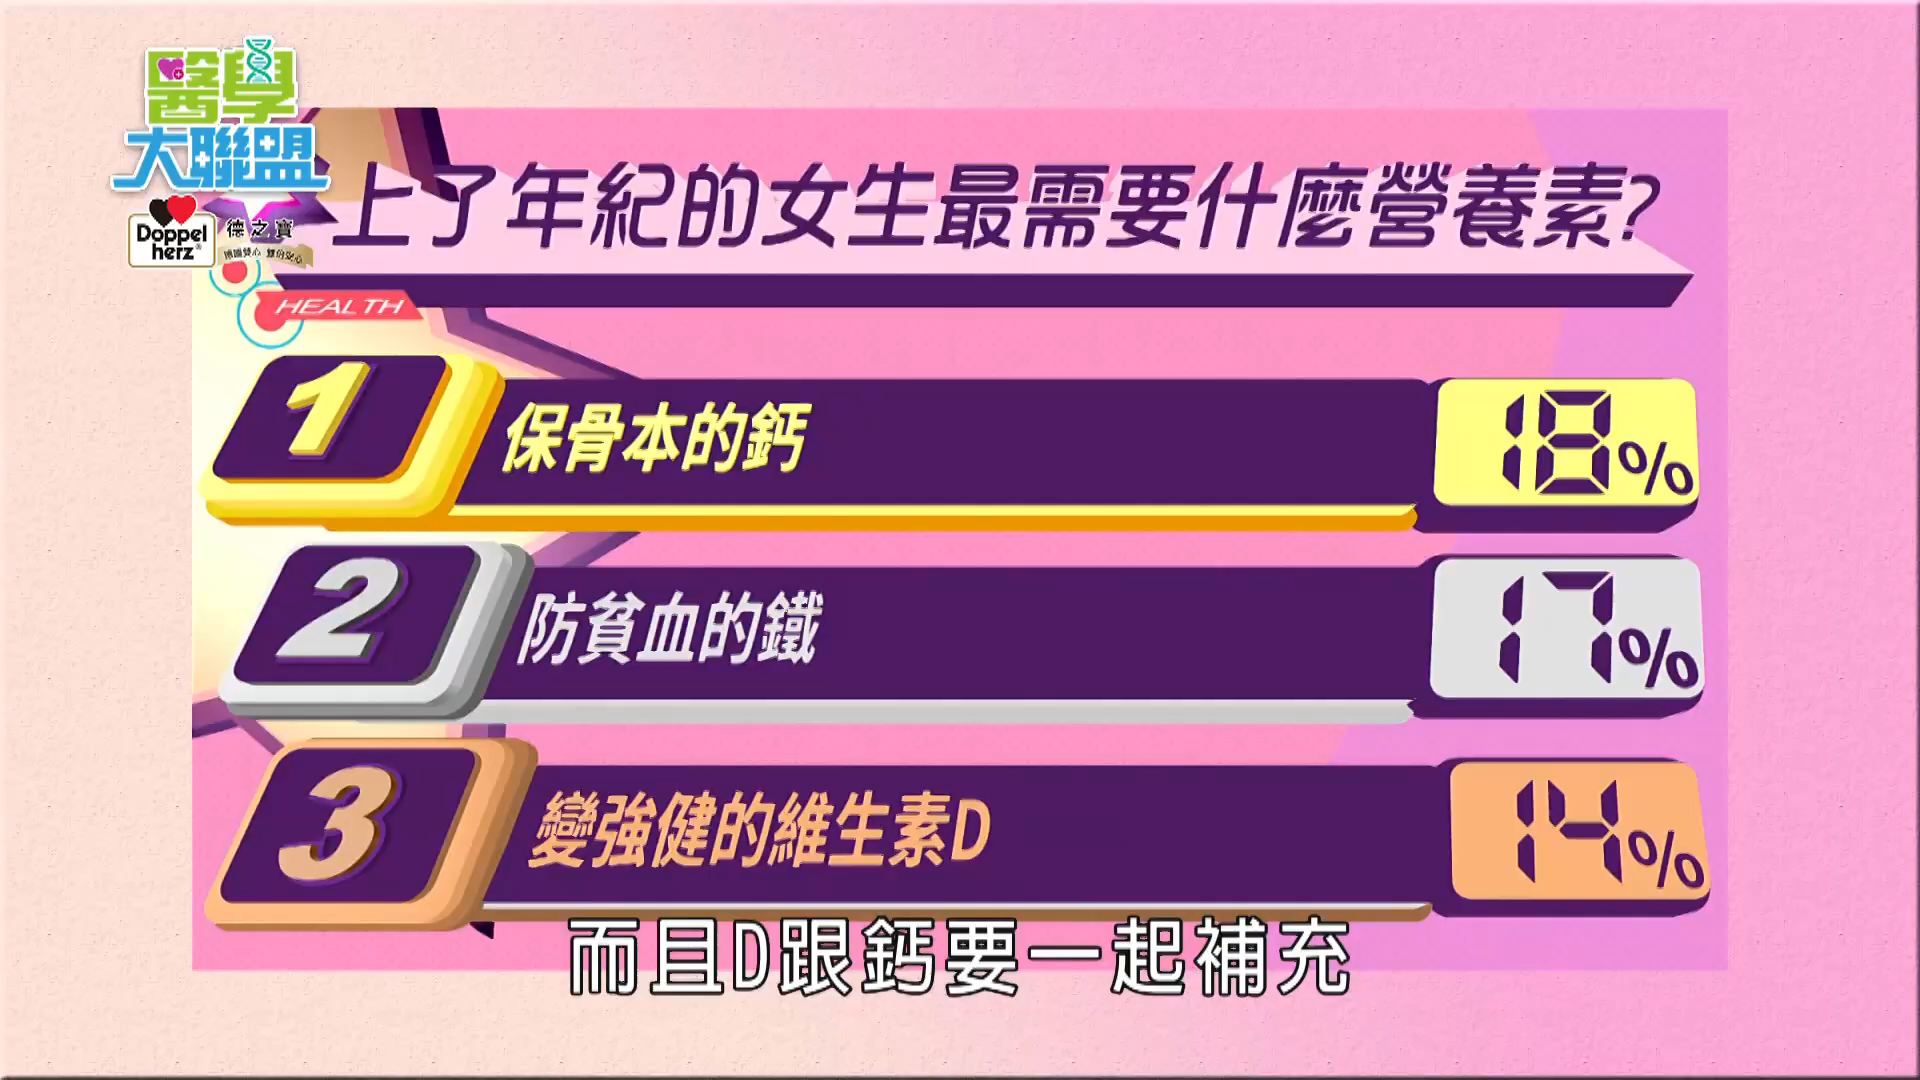 醫學
大聯盟
Doppel
herz®
德之寶
上了年紀的女生最需要什麼營養素?
HEALTH
1 保骨本的鈣 18%
2 防貧血的鐵 17%
3 變強健的維生素D 14%
而且D跟鈣要一起補充